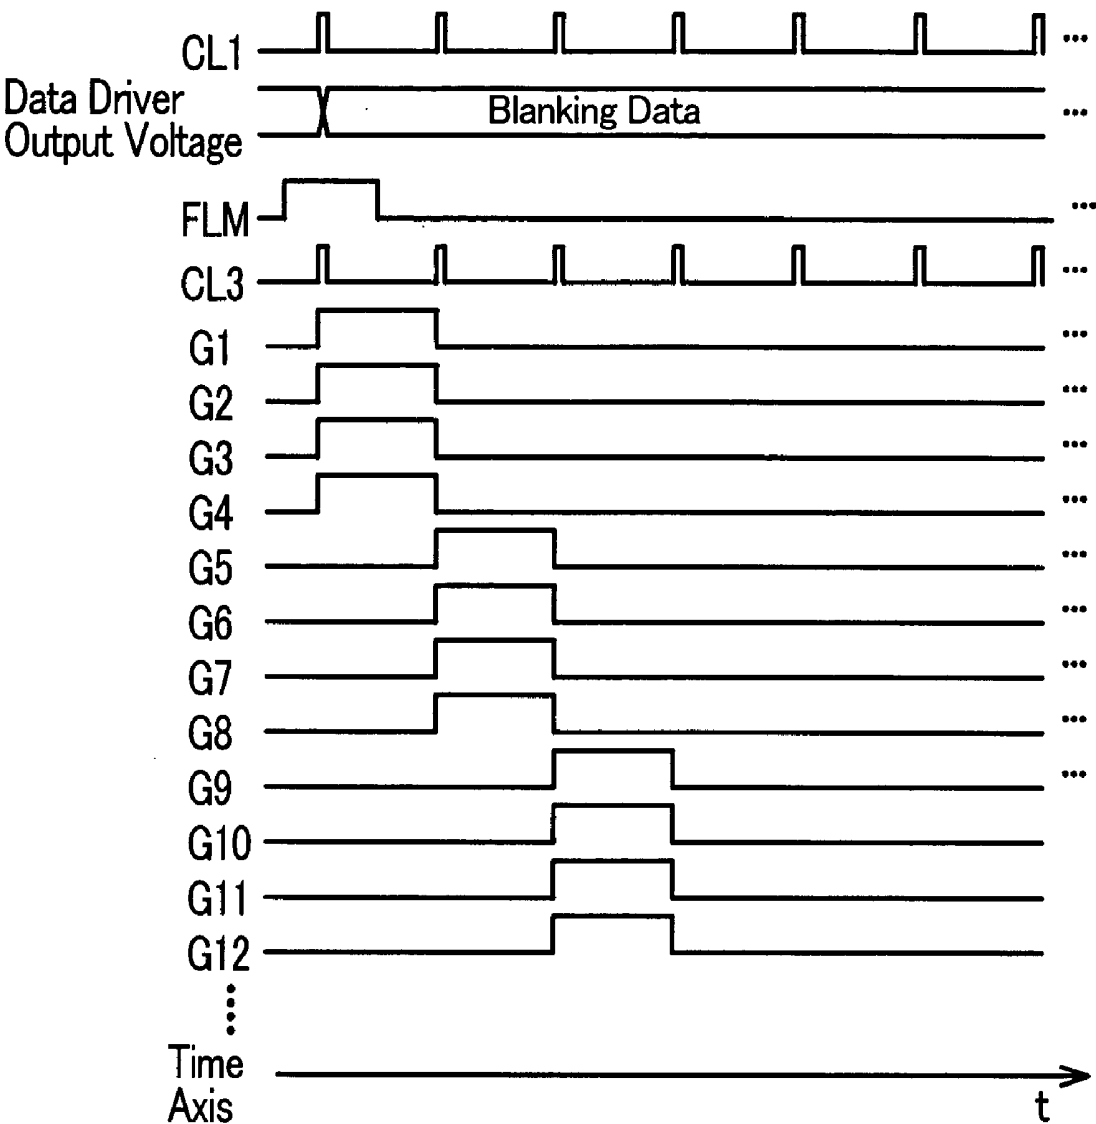 CL1 ...
Data Driver
Output Voltage
Blanking Data ...
FLM ...
CL3 ...
G1 ...
G2 ...
G3 ...
G4 ...
G5 ...
G6 ...
G7 ...
G8 ...
G9 ...
G10
G11
G12
Time
Axis
t